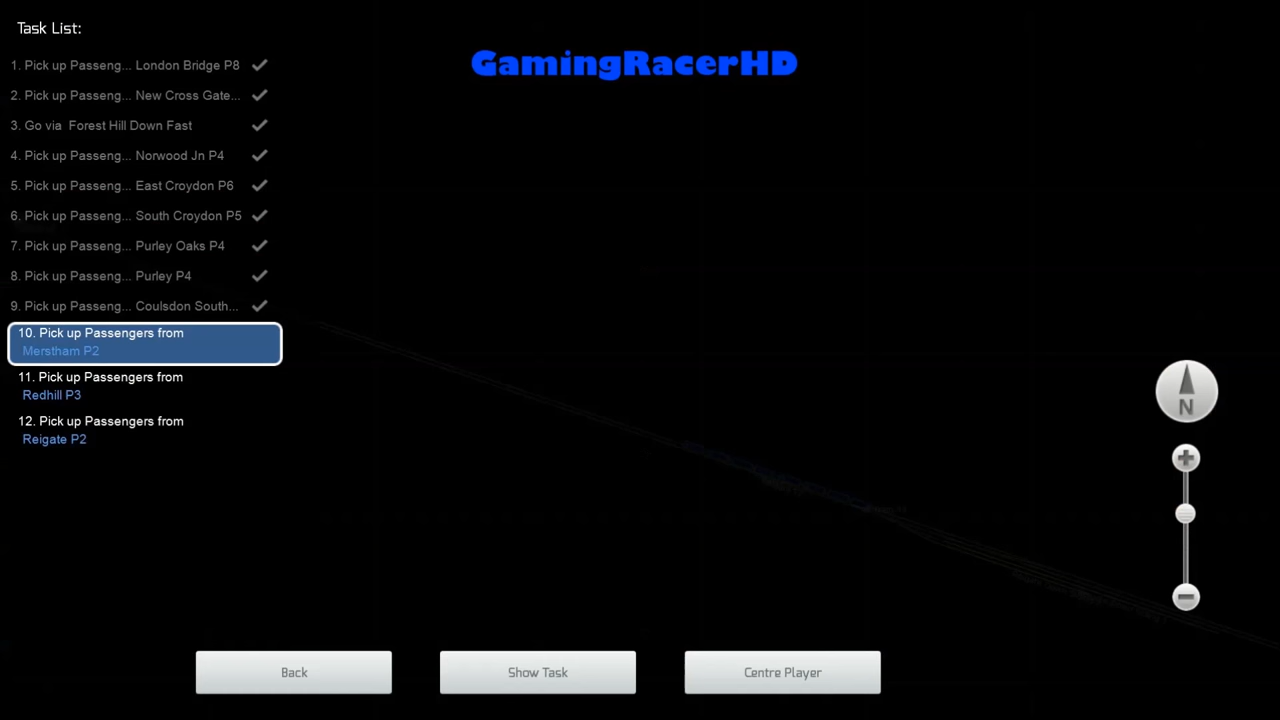 Task List:
GamingRacerHD
1. Pick up Passeng... London Bridge P8
2. Pick up Passeng... New Cross Gate...
3. Go via  Forest Hill Down Fast
4. Pick up Passeng... Norwood Jn P4
5. Pick up Passeng... East Croydon P6
6. Pick up Passeng... South Croydon P5
7. Pick up Passeng... Purley Oaks P4
8. Pick up Passeng... Purley P4
9. Pick up Passeng... Coulsdon South...
10. Pick up Passengers from
Merstham P2
11. Pick up Passengers from
Redhill P3
12. Pick up Passengers from
Reigate P2
N
Back
Show Task
Centre Player